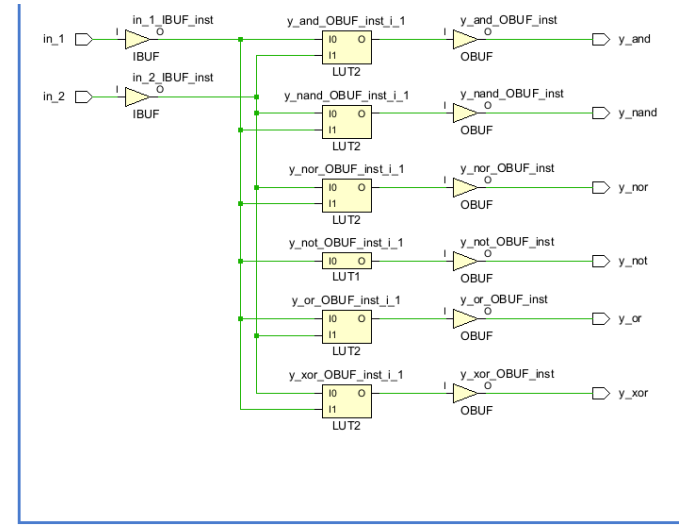 in_1_IBUF_inst y_and_OBUF_inst_i_1 y_and_OBUF_inst
in_1 I O I0 O I O y_and
IBUF I1 OBUF
LUT2
in_2_IBUF_inst
in_2 I O
IBUF
y_nand_OBUF_inst_i_1 y_nand_OBUF_inst
I0 O I O y_nand
I1 OBUF
LUT2
y_nor_OBUF_inst_i_1 y_nor_OBUF_inst
I0 O I O y_nor
I1 OBUF
LUT2
y_not_OBUF_inst_i_1 y_not_OBUF_inst
I0 O I O y_not
LUT1 OBUF
y_or_OBUF_inst_i_1 y_or_OBUF_inst
I0 O I O y_or
I1 OBUF
LUT2
y_xor_OBUF_inst_i_1 y_xor_OBUF_inst
I0 O I O y_xor
I1 OBUF
LUT2